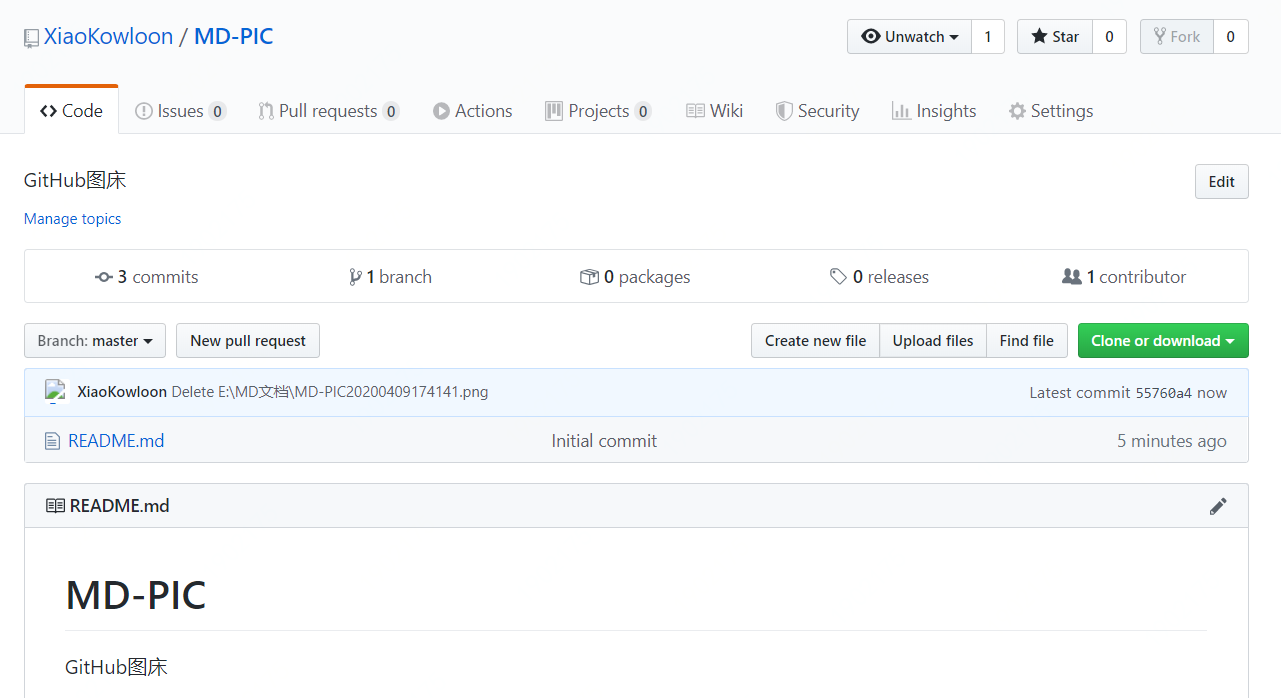 XiaoKowloon / MD-PIC
Unwatch 1 Star 0 Fork 0
Code Issues 0 Pull requests 0 Actions Projects 0 Wiki Security Insights Settings
GitHub图床 Edit
Manage topics
3 commits 1 branch 0 packages 0 releases 1 contributor
Branch: master New pull request Create new file Upload files Find file Clone or download
XiaoKowloon Delete E:\MD文档\MD-PIC20200409174141.png Latest commit 55760a4 now
README.md Initial commit 5 minutes ago
README.md
MD-PIC
GitHub图床